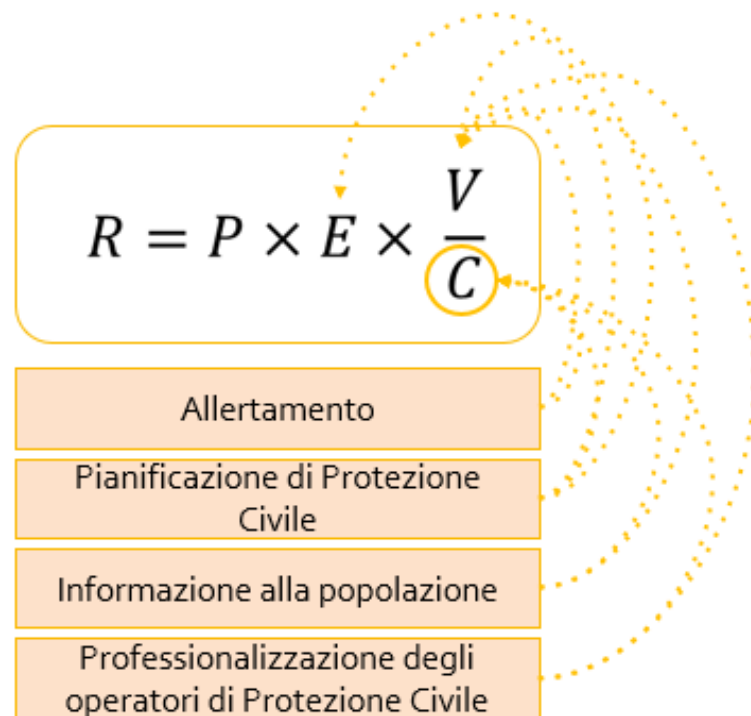 R = P × E × V/C
Allertamento
Pianificazione di Protezione
Civile
Informazione alla popolazione
Professionalizzazione degli
operatori di Protezione Civile